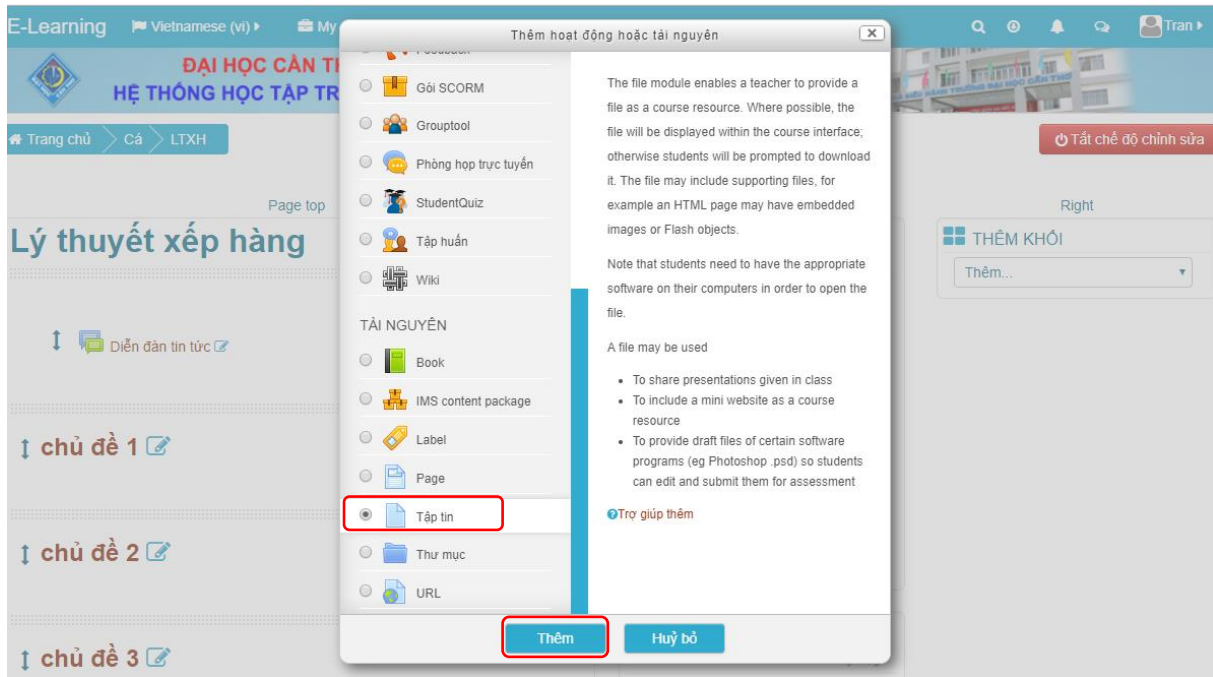 E-Learning
Vietnamese (vi)
My
Tran
ĐẠI HỌC CẦN T
HỆ THỐNG HỌC TẬP TR
Trang chủ
Cá
LTXH
Tắt chế độ chỉnh sửa
Page top
Right
Lý thuyết xếp hàng
THÊM KHỐI
Thêm...
Diễn đàn tin tức
chủ đề 1
chủ đề 2
chủ đề 3
Thêm hoạt động hoặc tài nguyên
Gói SCORM
Grouptool
Phòng họp trực tuyến
StudentQuiz
Tập huấn
Wiki
TÀI NGUYÊN
Book
IMS content package
Label
Page
Tập tin
Thư mục
URL
The file module enables a teacher to provide a
file as a course resource. Where possible, the
file will be displayed within the course interface;
otherwise students will be prompted to download
it. The file may include supporting files, for
example an HTML page may have embedded
images or Flash objects.
Note that students need to have the appropriate
software on their computers in order to open the
file.
A file may be used
• To share presentations given in class
• To include a mini website as a course
resource
• To provide draft files of certain software
programs (eg Photoshop .psd) so students
can edit and submit them for assessment
Trợ giúp thêm
Thêm
Huỷ bỏ